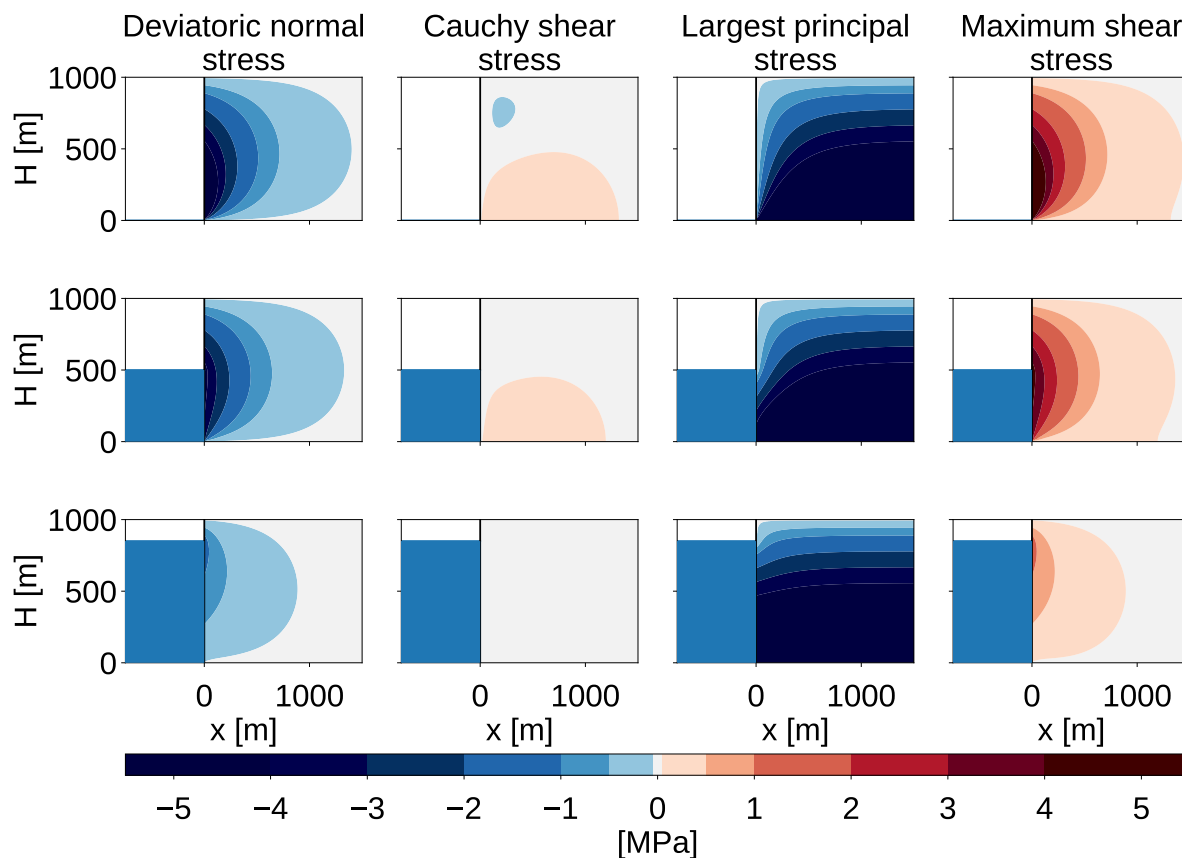 Deviatoric normal stress
Cauchy shear stress
Largest principal stress
Maximum shear stress
1000
500
0
H [m]
1000
500
0
H [m]
1000
500
0
H [m]
0 1000
x [m]
0 1000
x [m]
0 1000
x [m]
0 1000
x [m]
−5 −4 −3 −2 −1 0 1 2 3 4 5
[MPa]